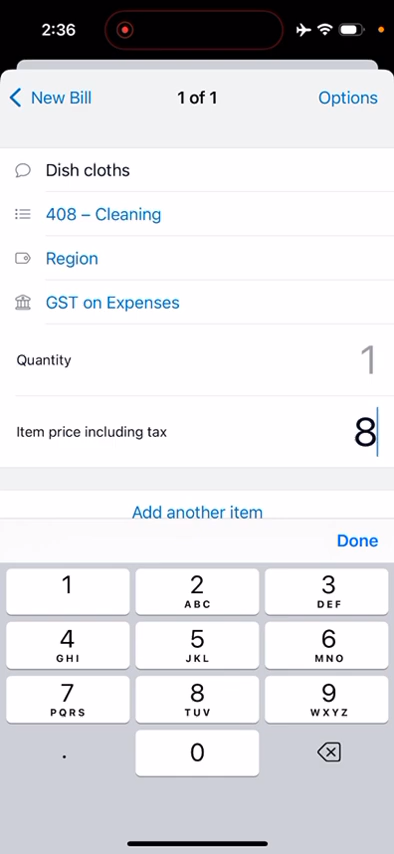 2:36
New Bill
1 of 1
Options
Dish cloths
408 – Cleaning
Region
GST on Expenses
Quantity
1
Item price including tax
8
Add another item
Done
1
2
ABC
3
DEF
4
GHI
5
JKL
6
MNO
7
PQRS
8
TUV
9
WXYZ
.
0